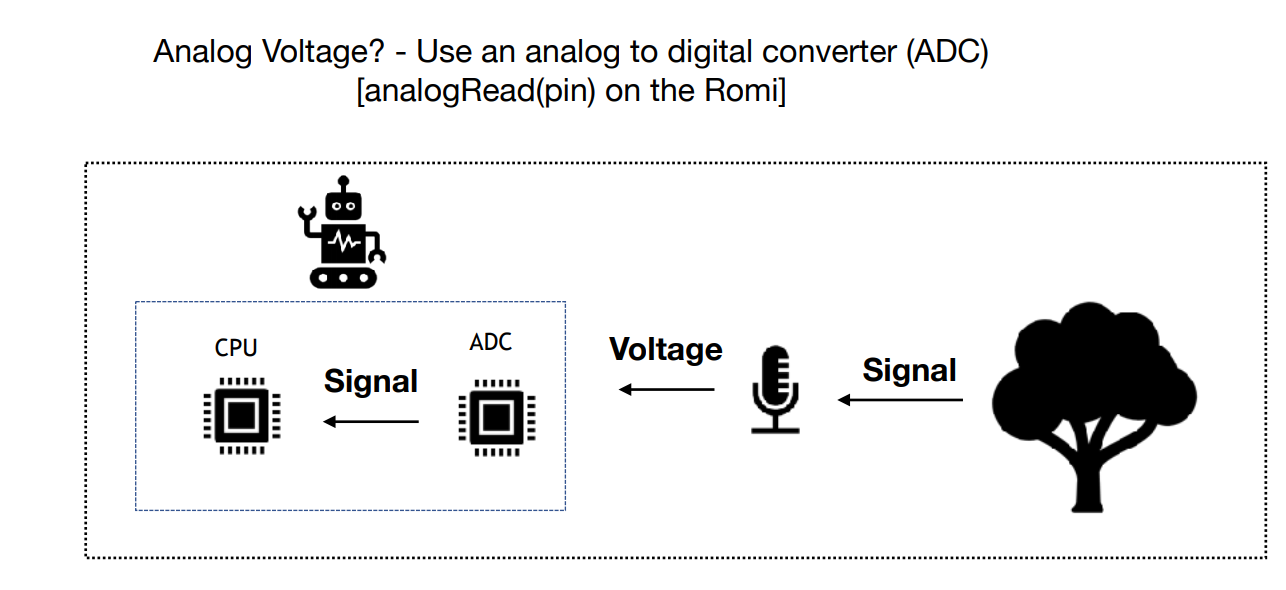 Analog Voltage? - Use an analog to digital converter (ADC)
[analogRead(pin) on the Romi]
CPU
ADC
Signal
Voltage
Signal